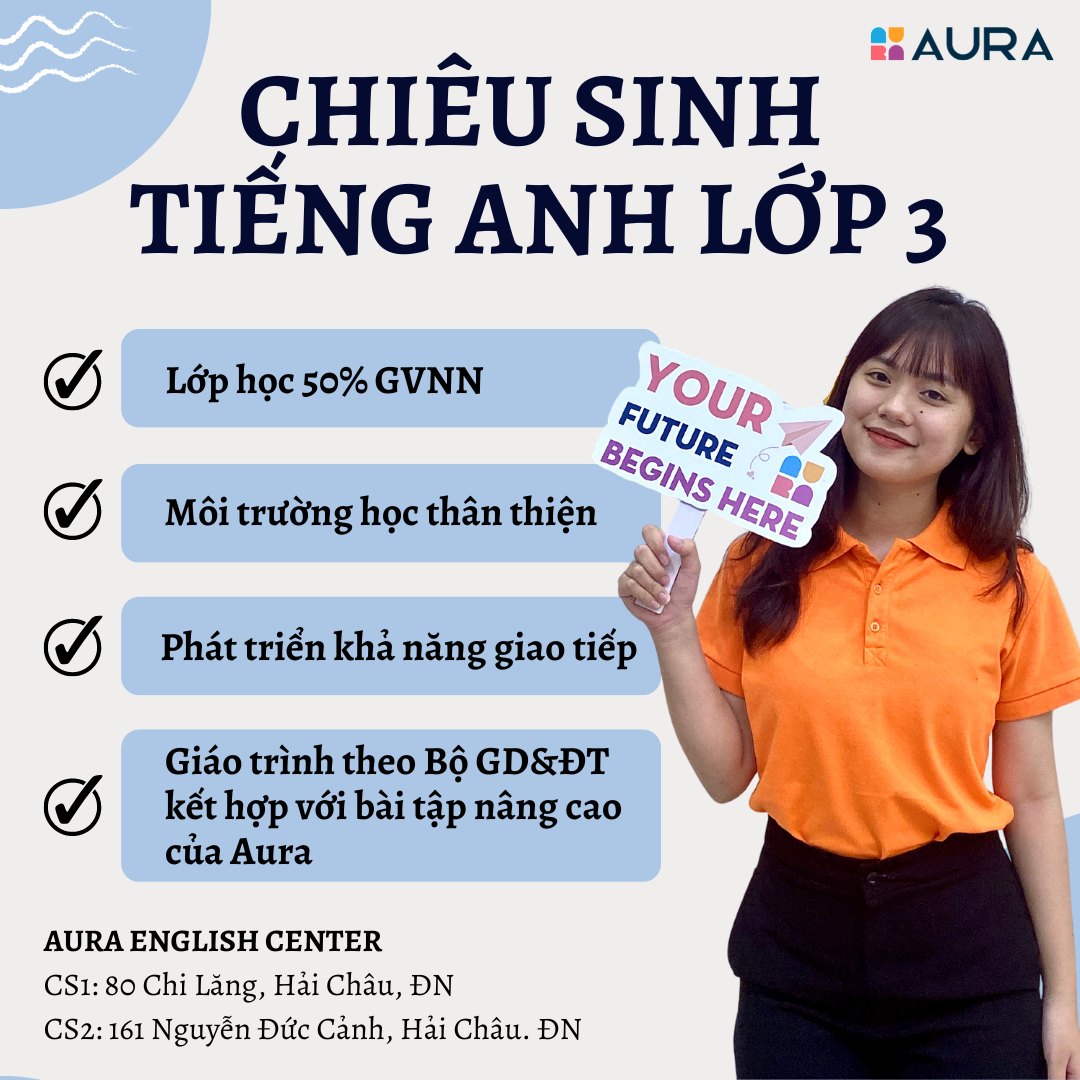 AURA
CHIÊU SINH
TIẾNG ANH LỚP 3
Lớp học 50% GVNN
Môi trường học thân thiện
Phát triển khả năng giao tiếp
Giáo trình theo Bộ GD&ĐT
kết hợp với bài tập nâng cao
của Aura
YOUR
FUTURE
BEGINS HERE
AURA ENGLISH CENTER
CS1: 80 Chi Lăng, Hải Châu, ĐN
CS2: 161 Nguyễn Đức Cảnh, Hải Châu. ĐN